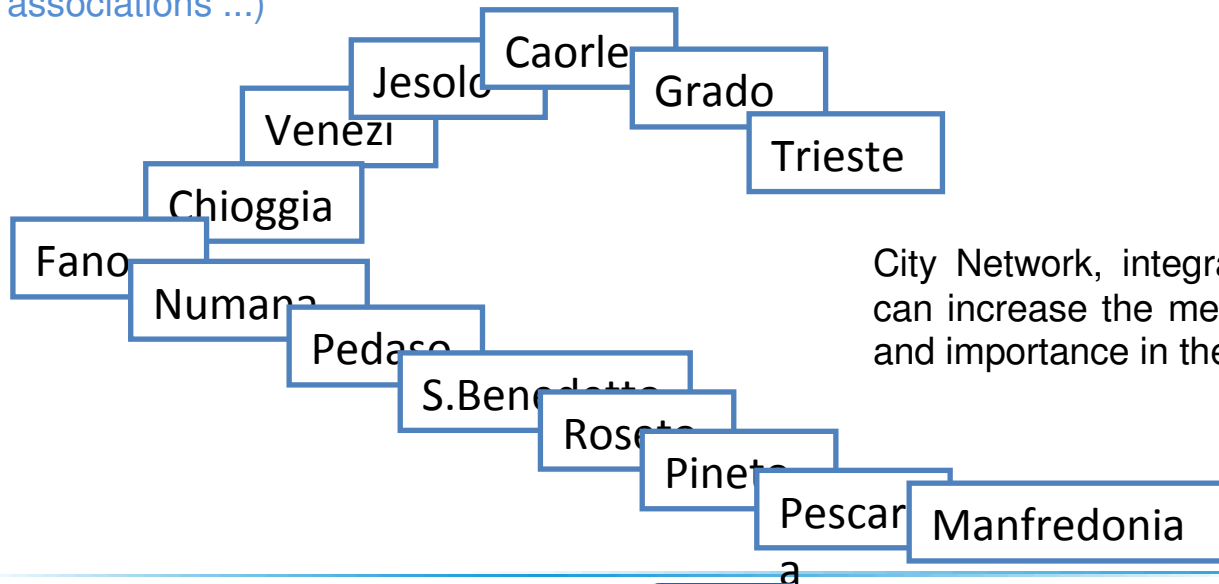 associations ...)
Caorle
Jesolo
Grado
Venezi
Trieste
Chioggia
Fano
City Network, integra
can increase the me
and importance in the
Numana
Pedaso
S.Benedetto
Roseto
Pineto
Pescar
a
Manfredonia